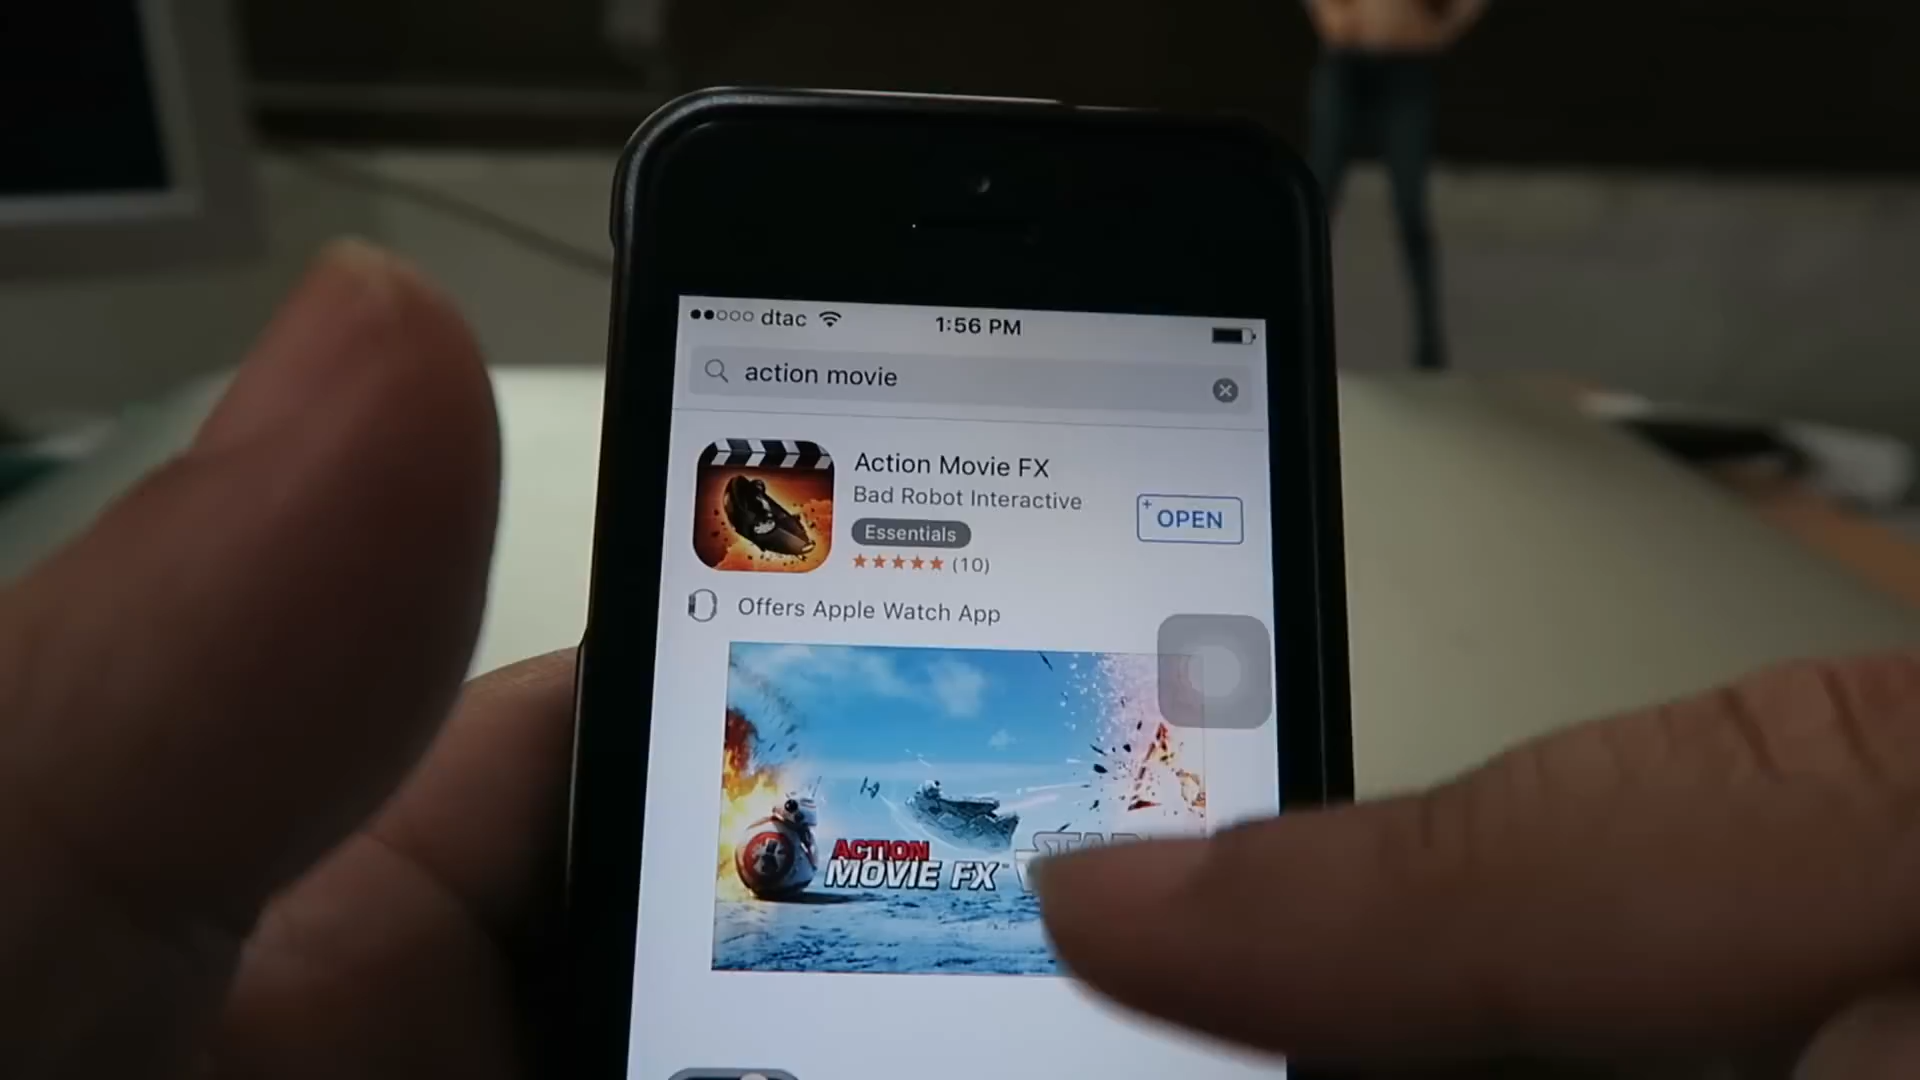 dtac 1:56 PM
action movie
Action Movie FX
Bad Robot Interactive
Essentials
+ OPEN
(10)
Offers Apple Watch App
ACTION
MOVIE FX